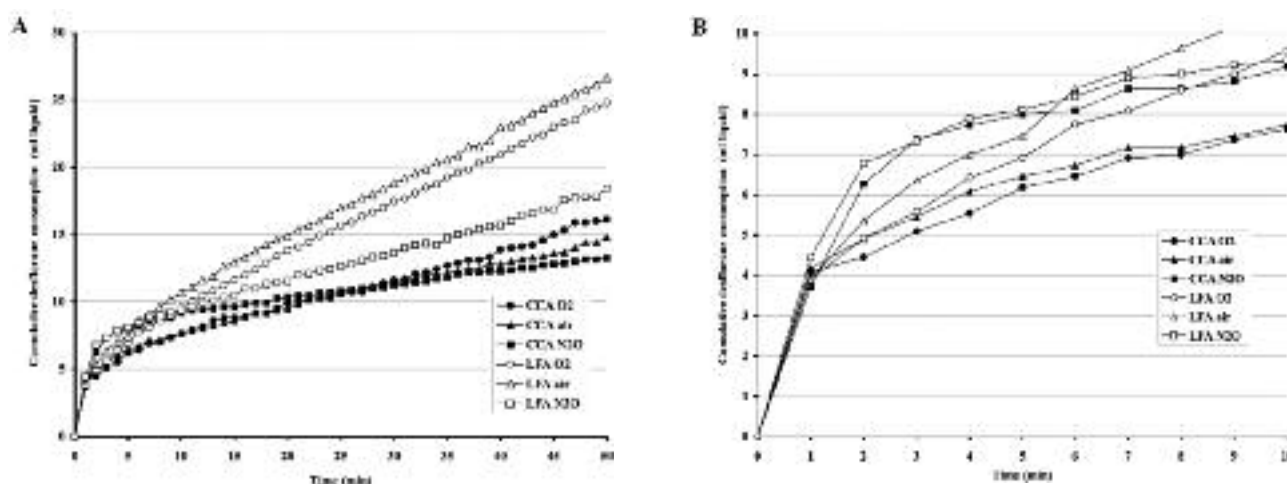 A
Cumulative desflurane consumption [ml liquid]
30
25
20
15
10
5
0
0 5 10 15 20 25 30 35 40 45 50
Time (min)
CCA O2
CCA air
CCA N2O
LFA O2
LFA air
LFA N2O
B
Cumulative desflurane consumption [ml liquid]
10
9
8
7
6
5
4
3
2
1
0
0 1 2 3 4 5 6 7 8 9 1
Time (min)
CCA O2
CCA air
CCA N2O
LFA O2
LFA air
LFA N2O